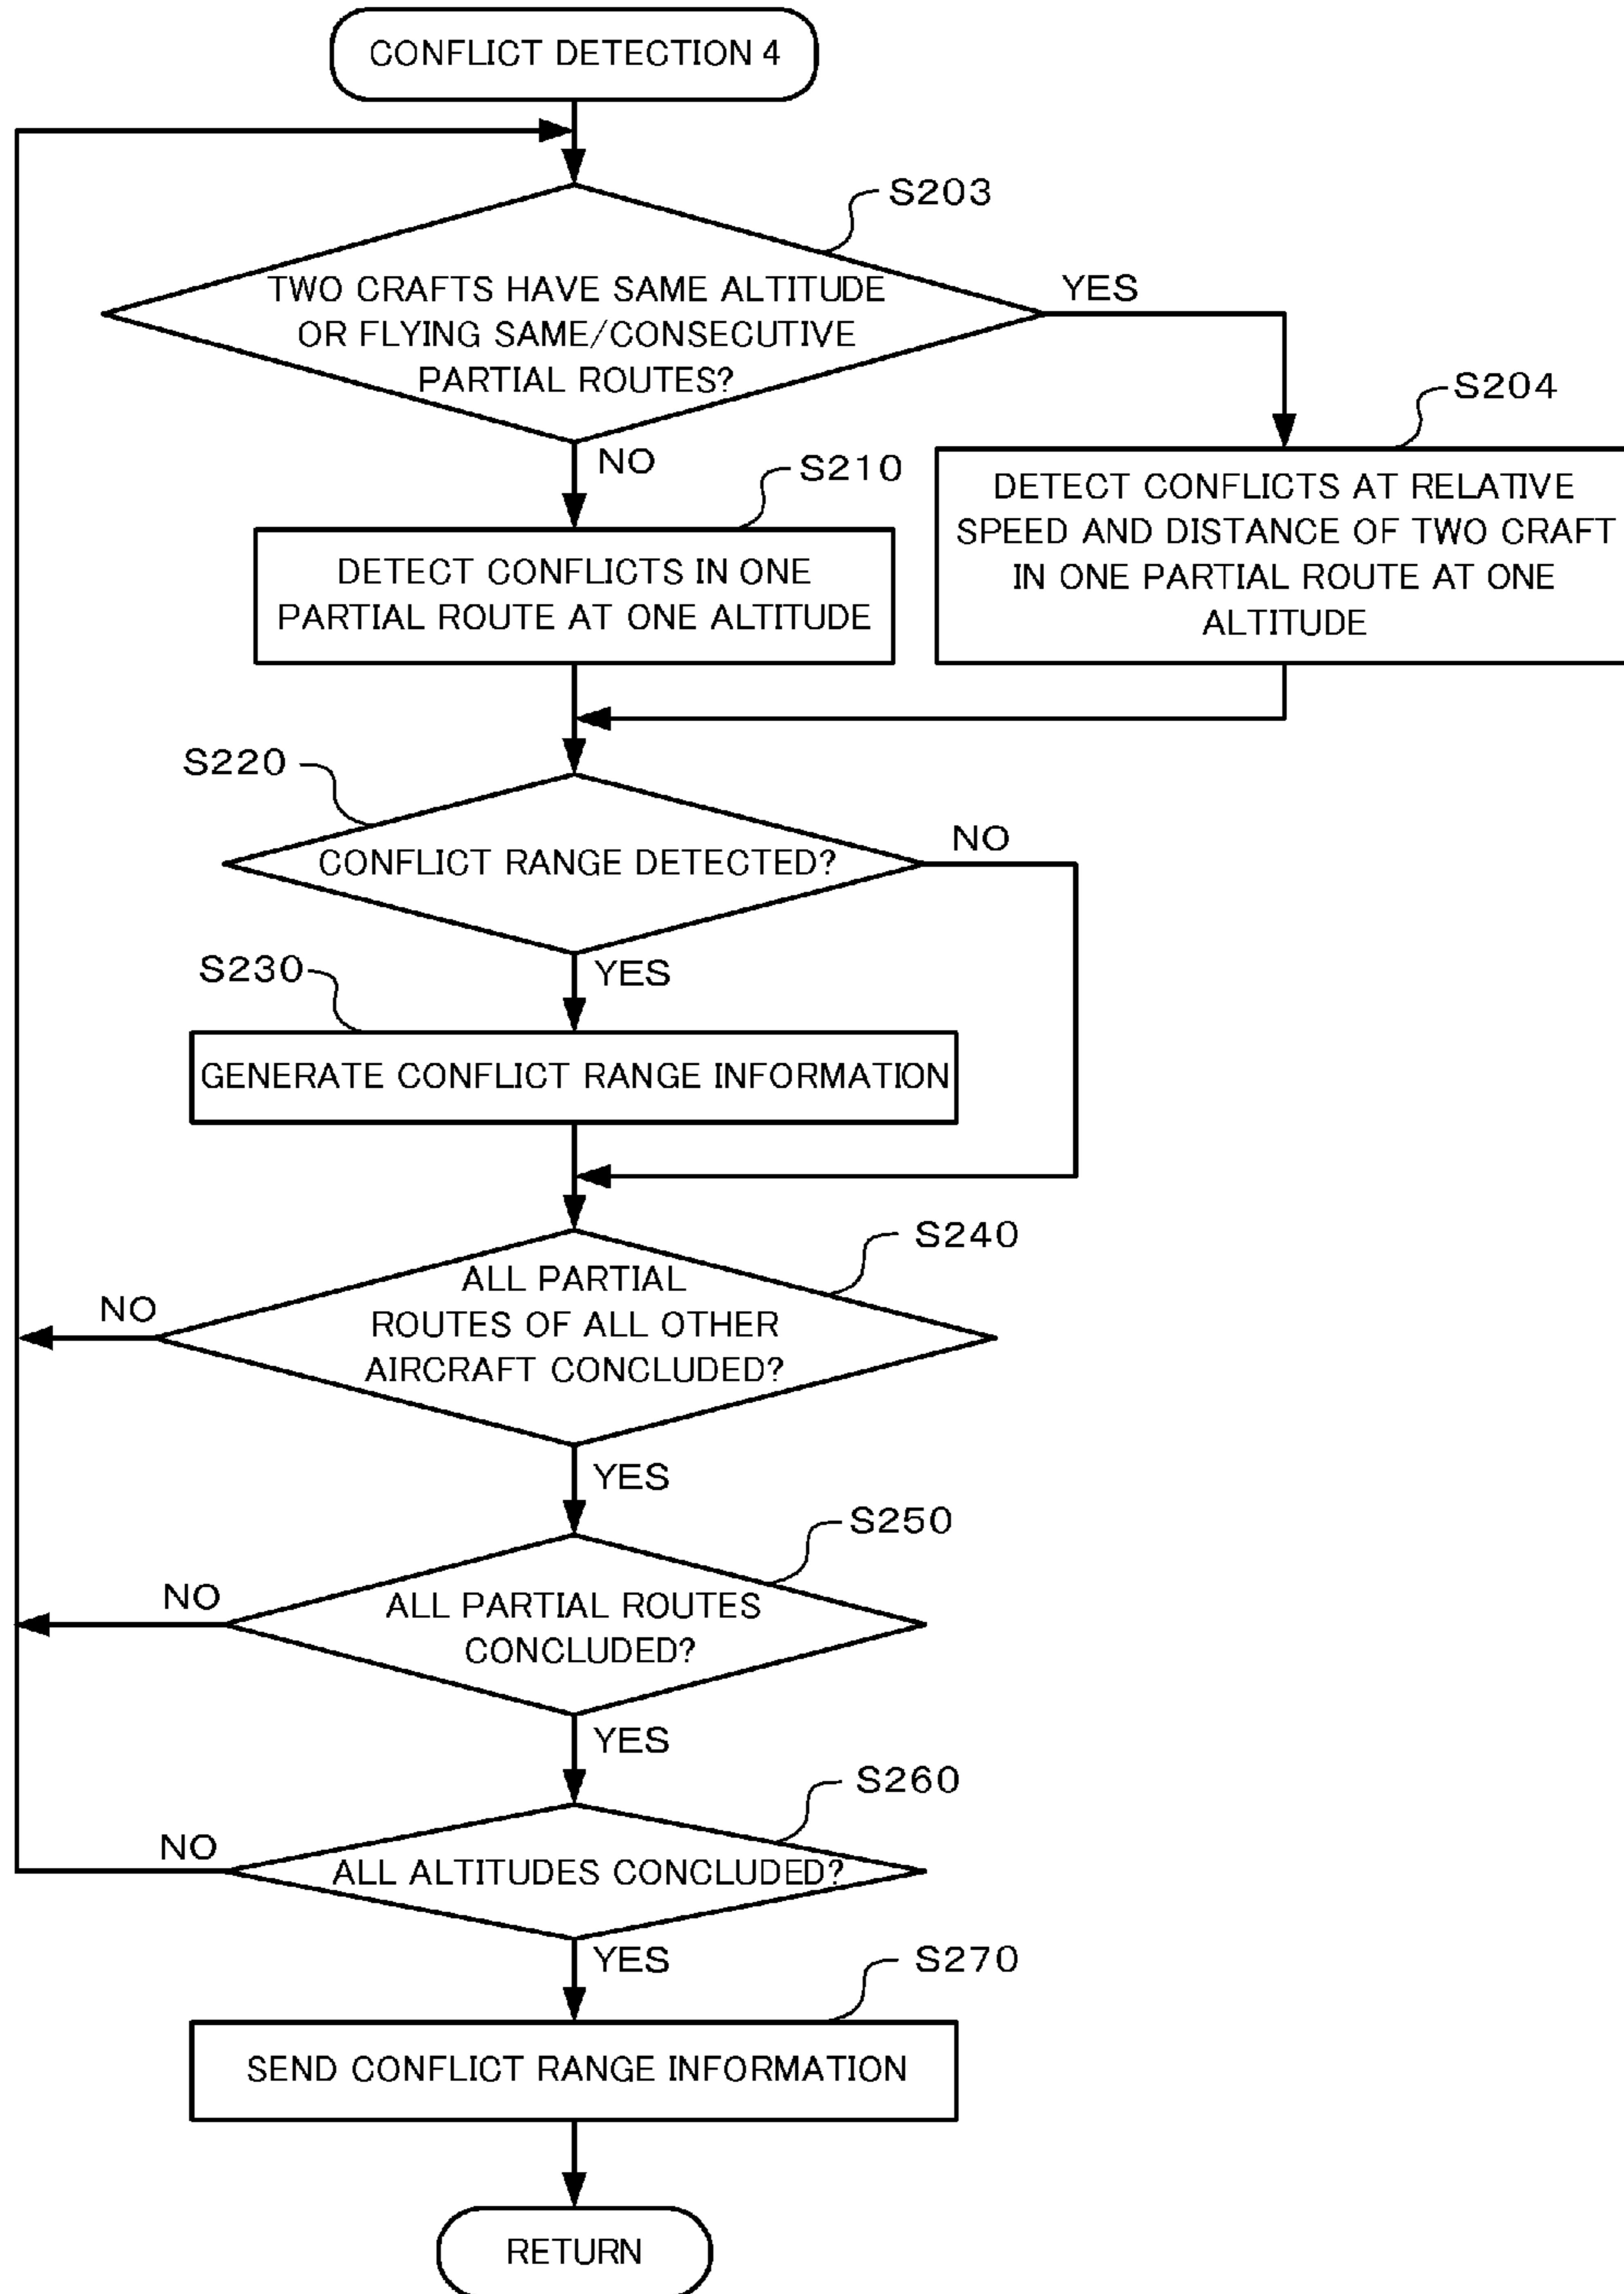 CONFLICT DETECTION 4
S203
TWO CRAFTS HAVE SAME ALTITUDE
OR FLYING SAME/CONSECUTIVE
PARTIAL ROUTES?
YES
NO
S204
DETECT CONFLICTS AT RELATIVE
SPEED AND DISTANCE OF TWO CRAFT
IN ONE PARTIAL ROUTE AT ONE
ALTITUDE
S210
DETECT CONFLICTS IN ONE
PARTIAL ROUTE AT ONE ALTITUDE
S220
CONFLICT RANGE DETECTED?
NO
YES
S230
GENERATE CONFLICT RANGE INFORMATION
S240
ALL PARTIAL
ROUTES OF ALL OTHER
AIRCRAFT CONCLUDED?
NO
YES
S250
ALL PARTIAL ROUTES
CONCLUDED?
NO
YES
S260
ALL ALTITUDES CONCLUDED?
NO
YES
S270
SEND CONFLICT RANGE INFORMATION
RETURN